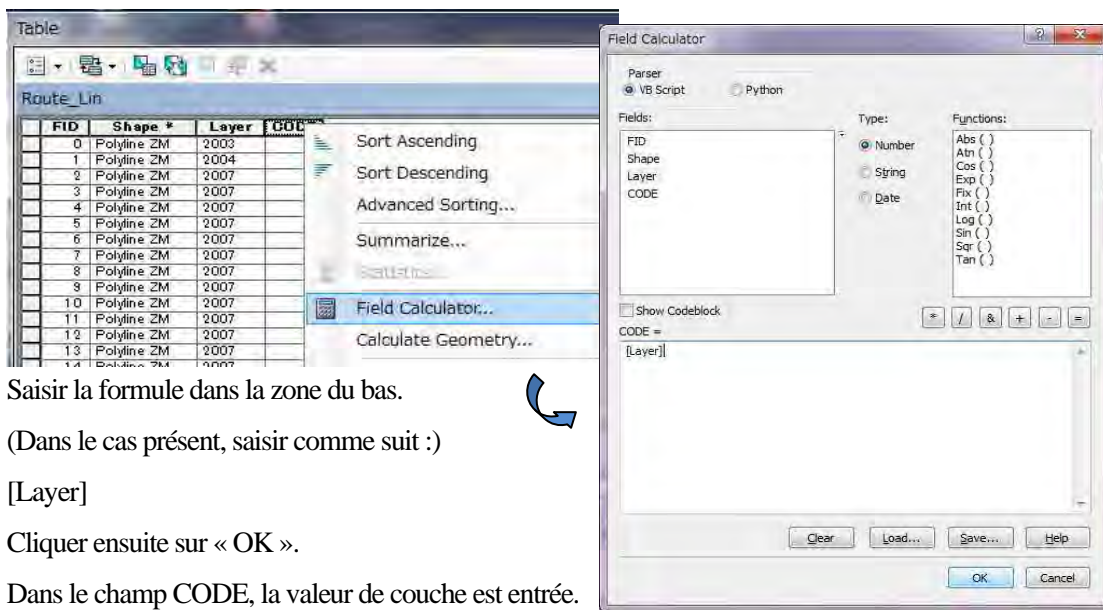 Table
Route_Lin
FID Shape * Layer COD
0 Polyline ZM 2003
1 Polyline ZM 2004
2 Polyline ZM 2007
3 Polyline ZM 2007
4 Polyline ZM 2007
5 Polyline ZM 2007
6 Polyline ZM 2007
7 Polyline ZM 2007
8 Polyline ZM 2007
9 Polyline ZM 2007
10 Polyline ZM 2007
11 Polyline ZM 2007
12 Polyline ZM 2007
13 Polyline ZM 2007
14 Polyline ZM 2007
Sort Ascending
Sort Descending
Advanced Sorting...
Summarize...
Statistics...
Field Calculator...
Calculate Geometry...
Saisir la formule dans la zone du bas.
(Dans le cas présent, saisir comme suit :)
[Layer]
Cliquer ensuite sur « OK ».
Dans le champ CODE, la valeur de couche est entrée.
Field Calculator
Parser
VB Script Python
Fields: Type: Functions:
FID
Shape
Layer
CODE
Number
String
Date
Abs ( )
Atn ( )
Cos ( )
Exp ( )
Fix ( )
Int ( )
Log ( )
Sin ( )
Sqr ( )
Tan ( )
Show Codeblock
* / & + - =
CODE =
[Layer]
Clear Load... Save... Help
OK Cancel